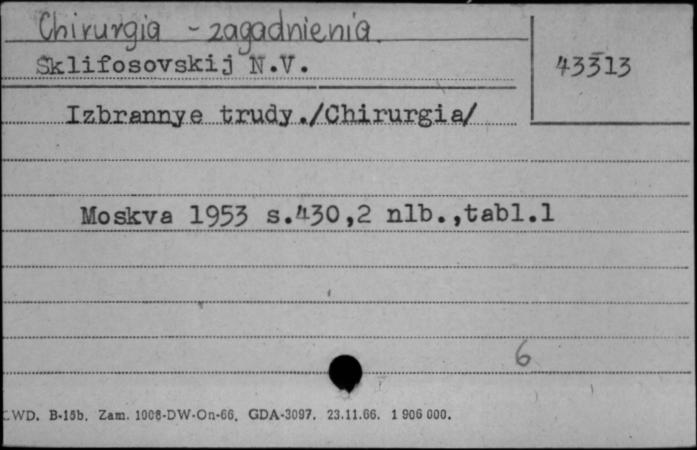 Chirurgia - zagadnienia.
Sklifosovskij N.V.
43313
Izbrannye trudy./Chirurgia/
Moskva 1953 s.430,2 nlb.,tabl.1
6
CWD. B-15b. Zam. 1008-DW-On-66. GDA-3097. 23.11.66. 1 906 000.